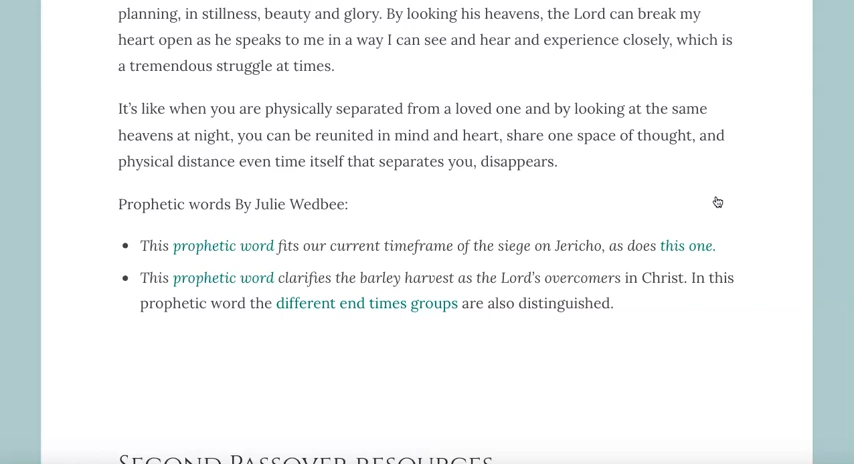 planning, in stillness, beauty and glory. By looking his heavens, the Lord can break my
heart open as he speaks to me in a way I can see and hear and experience closely, which is
a tremendous struggle at times.
It’s like when you are physically separated from a loved one and by looking at the same
heavens at night, you can be reunited in mind and heart, share one space of thought, and
physical distance even time itself that separates you, disappears.
Prophetic words By Julie Wedbee:
• This prophetic word fits our current timeframe of the siege on Jericho, as does this one.
• This prophetic word clarifies the barley harvest as the Lord’s overcomers in Christ. In this
prophetic word the different end times groups are also distinguished.
Second Passover resources